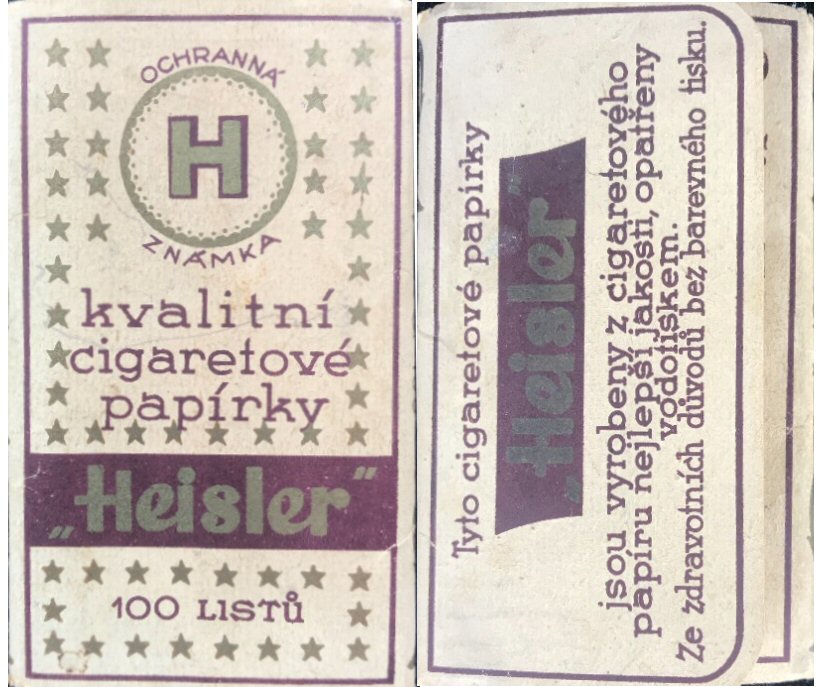 OCHRANNÁ
H
ZNÁMKA
kvalitní
cigaretové
papírky
„Heisler“
100 LISTŮ
Tyto cigaretové papírky
„Heisler“
jsou vyrobeny z cigaretového
papíru nejlepší jakosti, opatřeny
vodotiskem.
Ze zdravotních důvodů bez barevného tisku.